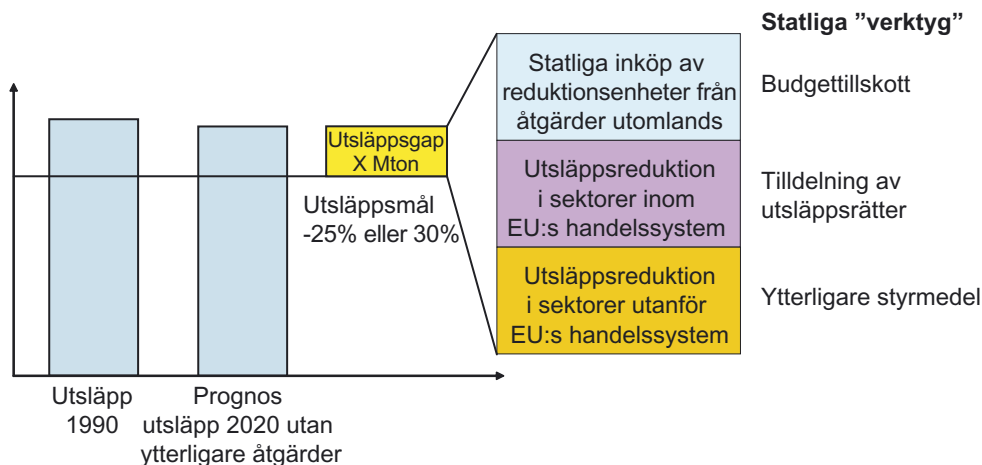 Statliga ”verktyg”
Statliga inköp av
reduktionsenheter från
åtgärder utomlands
Budgettillskott
Utsläppsgap
X Mton
Utsläppsreduktion
i sektorer inom
EU:s handelssystem
Tilldelning av
utsläppsrätter
Utsläppsmål
-25% eller 30%
Utsläppsreduktion
i sektorer utanför
EU:s handelssystem
Ytterligare styrmedel
Utsläpp
1990
Prognos
utsläpp 2020 utan
ytterligare åtgärder